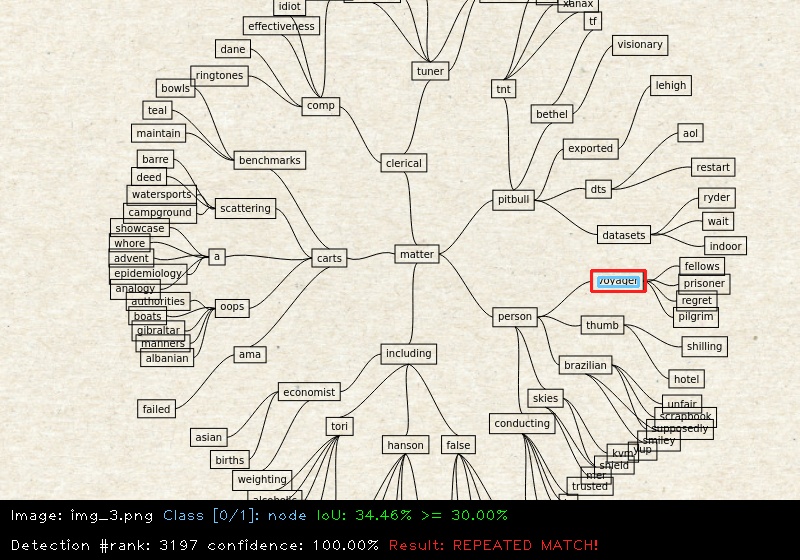 idiot
xanax
effectiveness
tf
dane
visionary
ringtones
tuner
bowls
tnt
lehigh
comp
teal
bethel
maintain
aol
exported
barre
benchmarks
clerical
restart
deed
dts
watersports
pitbull
ryder
campground
scattering
wait
showcase
datasets
whore
indoor
advent
a
carts
matter
fellows
epidemiology
voyager
prisoner
analogy
authorities
regret
oops
boats
person
pilgrim
gibraltar
thumb
manners
shilling
albanian
ama
including
brazilian
hotel
economist
skies
failed
unfair
scrapbook
tori
conducting
supposedly
asian
smiley
hanson
false
yup
births
kvm
shield
weighting
mer
trusted
alcoholic
Image: img_3.png Class [0/1]: node IoU: 34.46% >= 30.00%
Detection #rank: 3197 confidence: 100.00% Result: REPEATED MATCH!